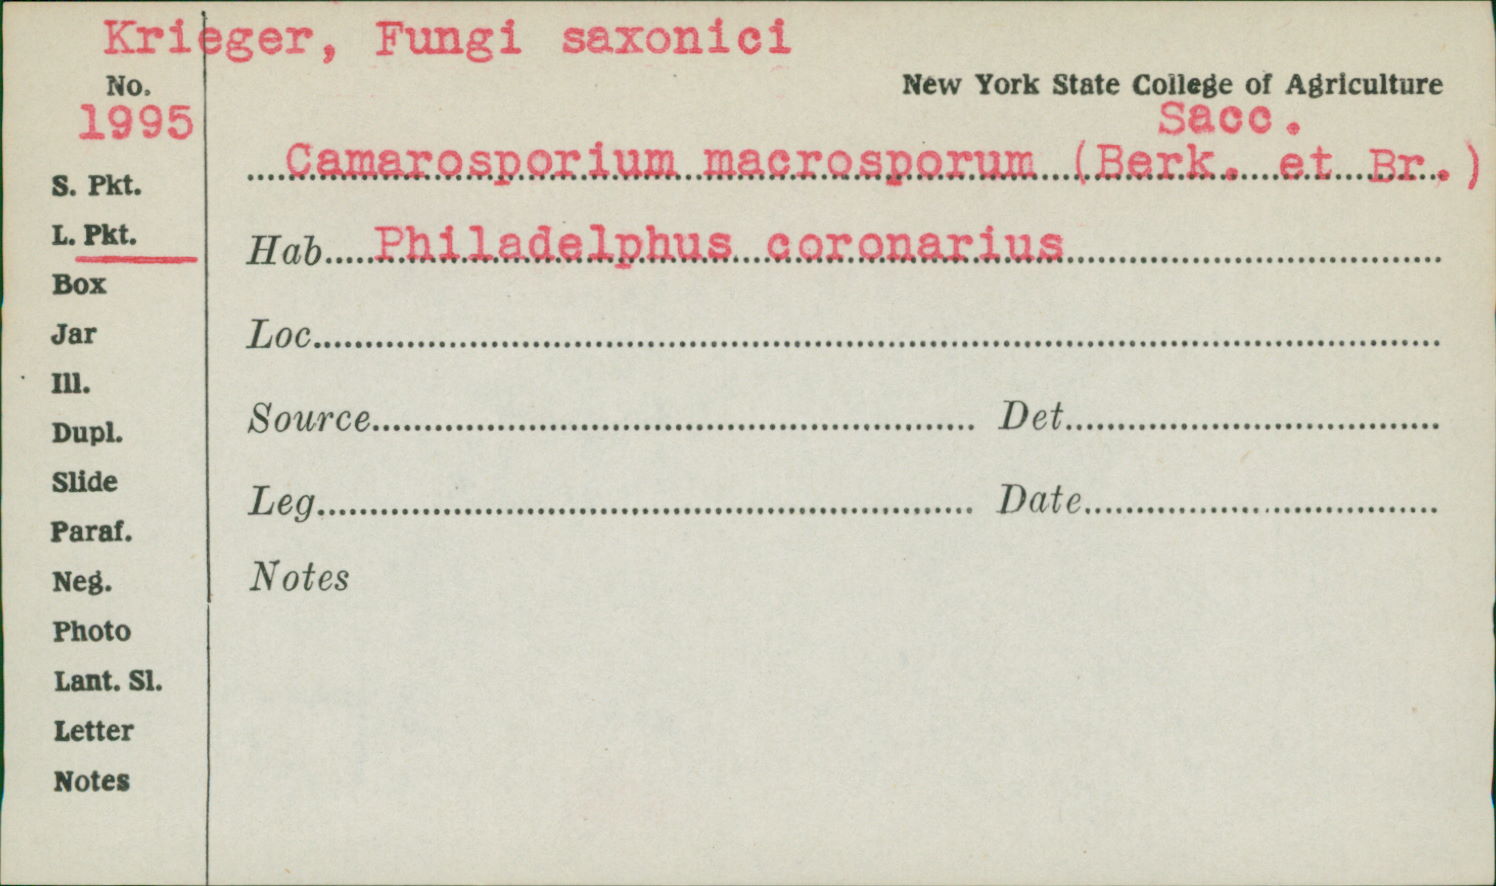 Krieger, Fungi saxonici
No.
1995
New York State College of Agriculture
Sacc.
Camarosporium macrosporum (Berk. et Br.)
S. Pkt.
L. Pkt.
Hab. Philadelphus coronarius
Box
Jar
Loc.
Ill.
Dupl.
Source Det.
Slide
Leg. Date
Paraf.
Neg.
Notes
Photo
Lant. Sl.
Letter
Notes